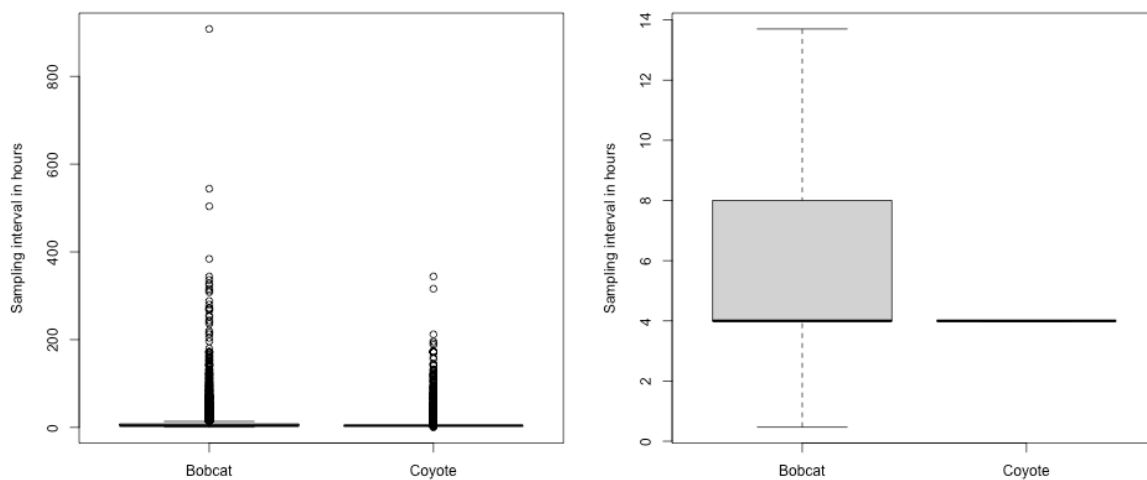 Sampling interval in hours
800
600
400
200
0
Bobcat
Coyote
Sampling interval in hours
14
12
10
8
6
4
2
0
Bobcat
Coyote